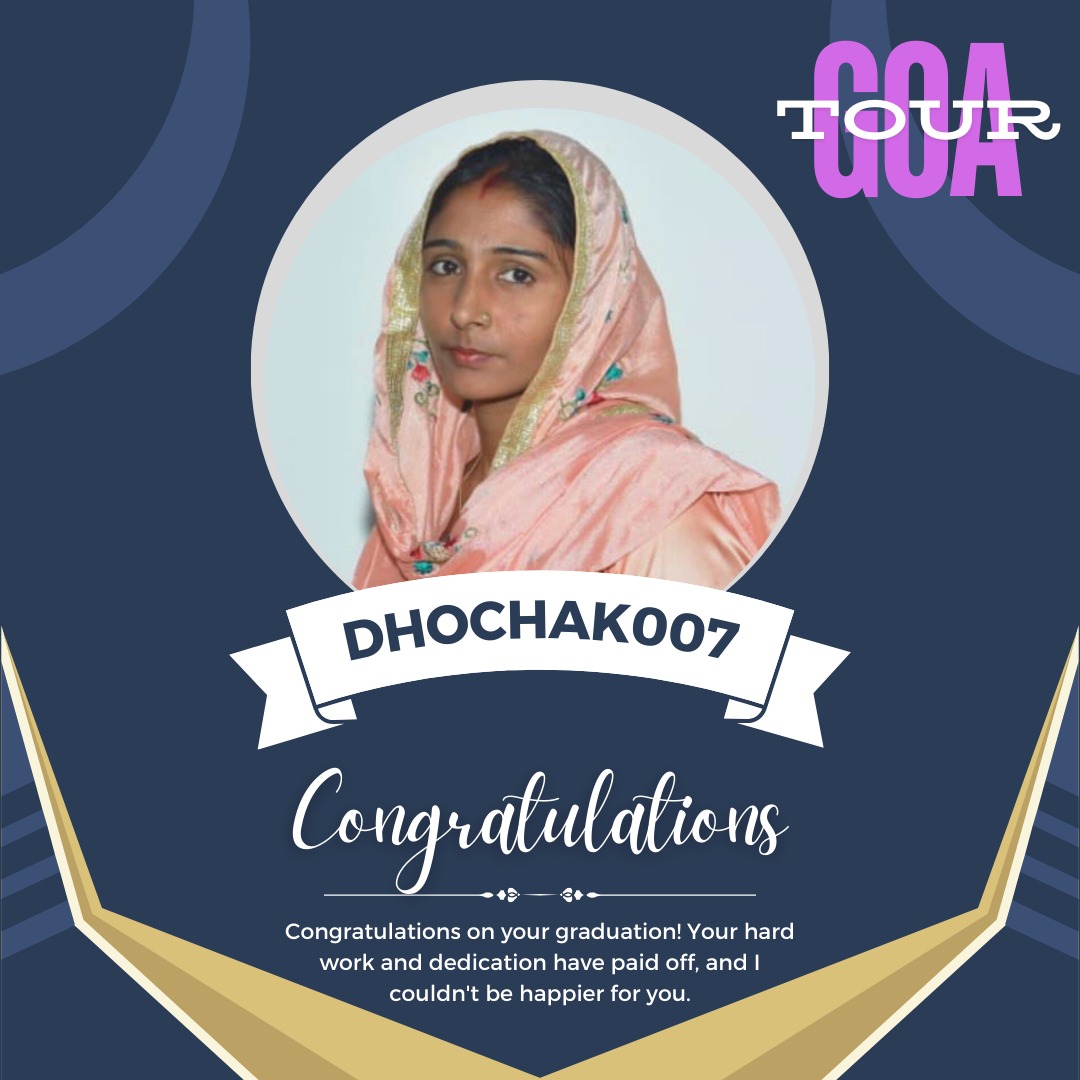 GOA
TOUR
DHOCHAK007
Congratulations
Congratulations on your graduation! Your hard
work and dedication have paid off, and I
couldn't be happier for you.